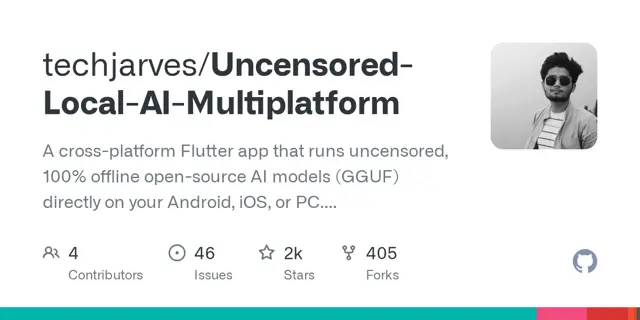 techjarves/Uncensored-
Local-AI-Multiplatform
A cross-platform Flutter app that runs uncensored,
100% offline open-source AI models (GGUF)
directly on your Android, iOS, or PC....
4
Contributors
46
Issues
2k
Stars
405
Forks